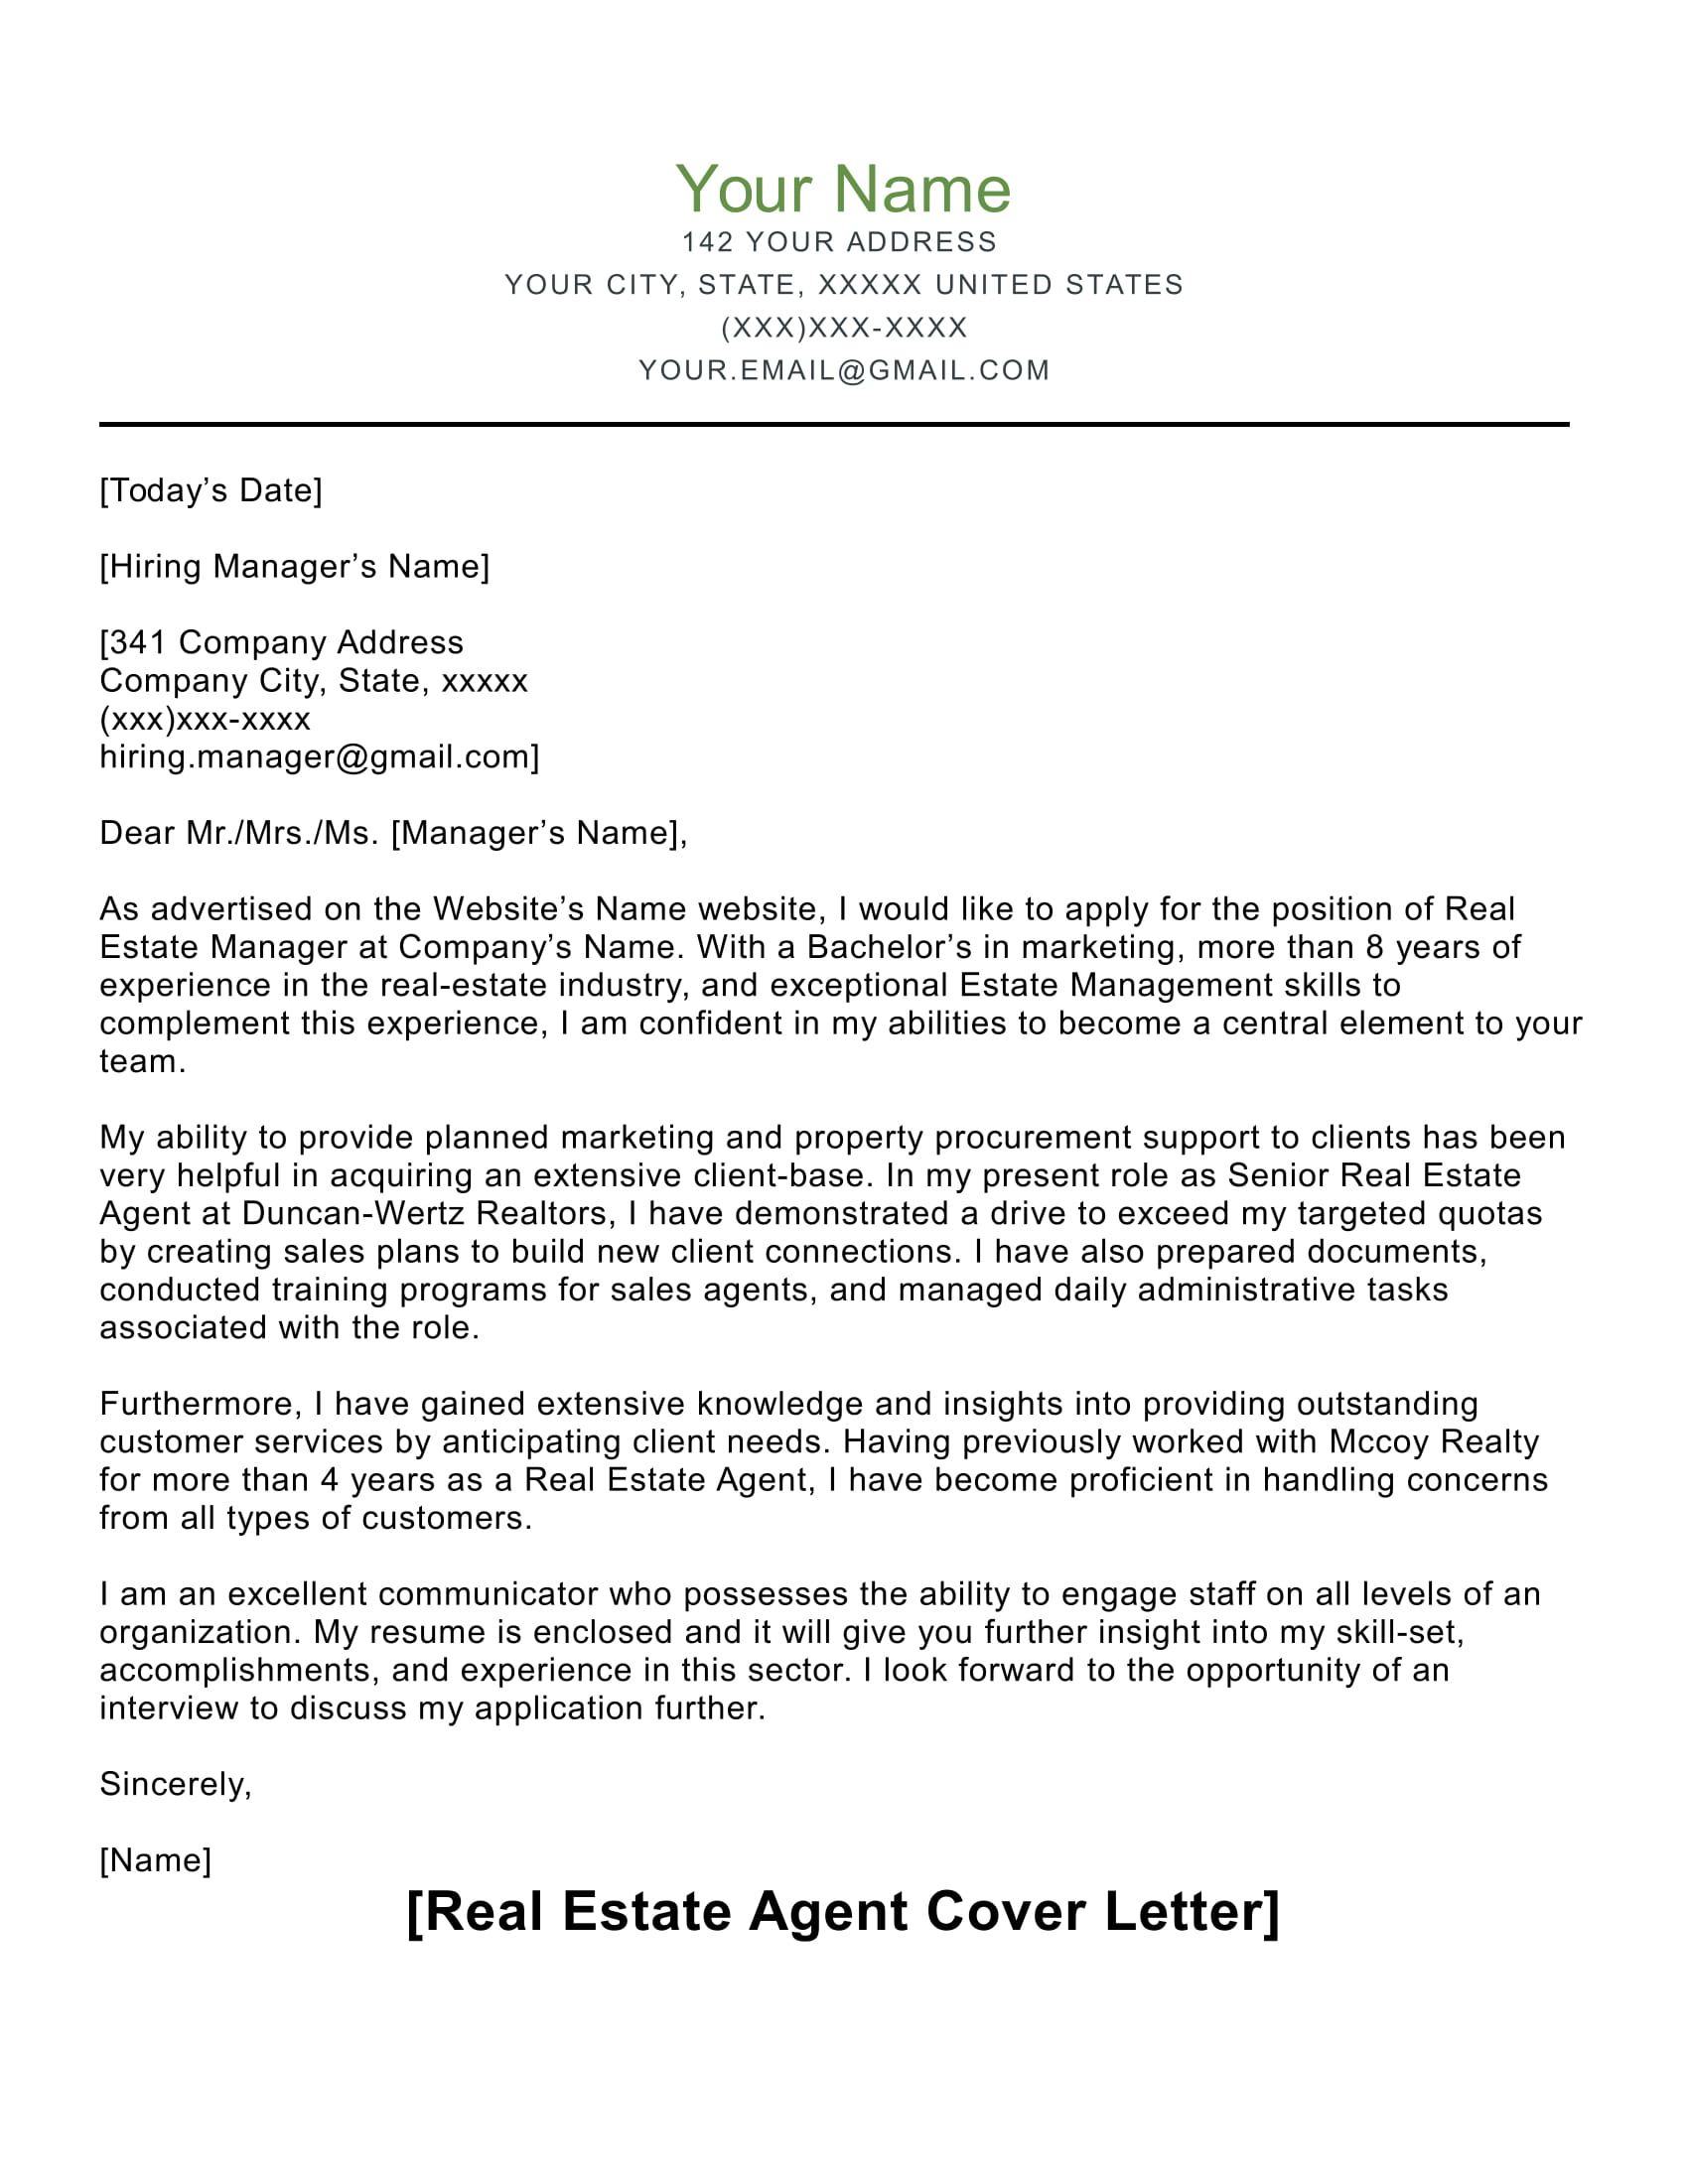 Your Name
142 YOUR ADDRESS
YOUR CITY, STATE, XXXXX UNITED STATES
(XXX)XXX-XXXX
YOUR.EMAIL@GMAIL.COM
[Today’s Date]
[Hiring Manager’s Name]
[341 Company Address
Company City, State, xxxxx
(xxx)xxx-xxxx
hiring.manager@gmail.com]
Dear Mr./Mrs./Ms. [Manager’s Name],
As advertised on the Website’s Name website, I would like to apply for the position of Real
Estate Manager at Company’s Name. With a Bachelor’s in marketing, more than 8 years of
experience in the real-estate industry, and exceptional Estate Management skills to
complement this experience, I am confident in my abilities to become a central element to your
team.
My ability to provide planned marketing and property procurement support to clients has been
very helpful in acquiring an extensive client-base. In my present role as Senior Real Estate
Agent at Duncan-Wertz Realtors, I have demonstrated a drive to exceed my targeted quotas
by creating sales plans to build new client connections. I have also prepared documents,
conducted training programs for sales agents, and managed daily administrative tasks
associated with the role.
Furthermore, I have gained extensive knowledge and insights into providing outstanding
customer services by anticipating client needs. Having previously worked with Mccoy Realty
for more than 4 years as a Real Estate Agent, I have become proficient in handling concerns
from all types of customers.
I am an excellent communicator who possesses the ability to engage staff on all levels of an
organization. My resume is enclosed and it will give you further insight into my skill-set,
accomplishments, and experience in this sector. I look forward to the opportunity of an
interview to discuss my application further.
Sincerely,
[Name]
[Real Estate Agent Cover Letter]